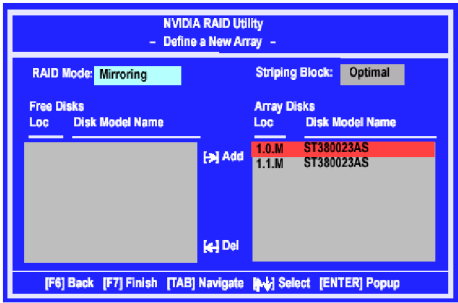 NVIDIA RAID Utility
- Define a New Array -
RAID Mode: Mirroring
Striping Block: Optimal
Free Disks
Loc Disk Model Name
Array Disks
Loc Disk Model Name
1.0.M ST380023AS
1.1.M ST380023AS
[→] Add
[←] Del
[F6] Back [F7] Finish [TAB] Navigate [↑↓] Select [ENTER] Popup